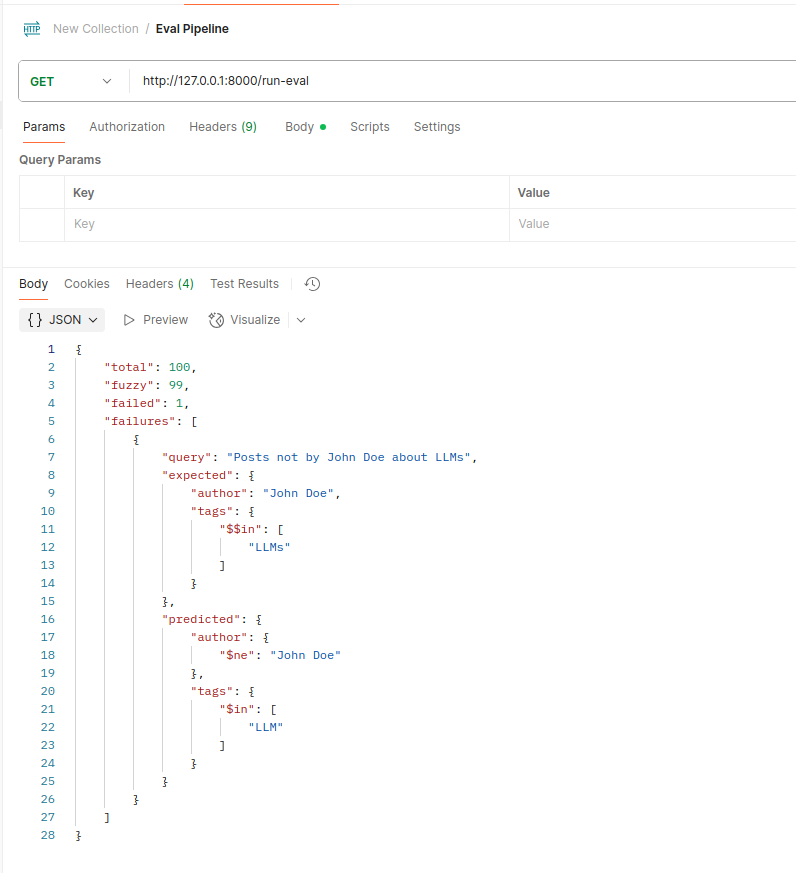 HTTP New Collection / Eval Pipeline
GET http://127.0.0.1:8000/run-eval
Params Authorization Headers (9) Body Scripts Settings
Query Params
Key Value
Key Value
Body Cookies Headers (4) Test Results
{} JSON Preview Visualize
1 {
2 "total": 100,
3 "fuzzy": 99,
4 "failed": 1,
5 "failures": [
6 {
7 "query": "Posts not by John Doe about LLMs",
8 "expected": {
9 "author": "John Doe",
10 "tags": {
11 "$$in": [
12 "LLMs"
13 ]
14 }
15 },
16 "predicted": {
17 "author": {
18 "$ne": "John Doe"
19 },
20 "tags": {
21 "$in": [
22 "LLM"
23 ]
24 }
25 }
26 }
27 ]
28 }